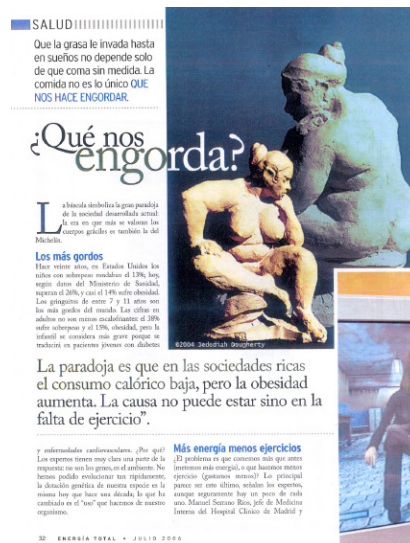 SALUD
Que la grasa le invada hasta
en sueños no depende solo
de que coma sin medida. La
comida no es lo único QUE
NOS HACE ENGORDAR.
¿Qué nos
engorda?
La báscula simboliza la gran paradoja
de la sociedad desarrollada actual:
la era en que más se valoran los
cuerpos gráciles es también la del
Michelín.
Los más gordos
Hace veinte años, en Estados Unidos los
niños con sobrepeso rondaban el 13%; hoy,
según datos del Ministerio de Sanidad,
superan el 26%, y casi el 14% sufre obesidad.
Los gringuitos de entre 7 y 11 años son
los más gordos del mundo. Las cifras en
adultos no son menos escalofriantes: el 38%
sufre sobrepeso y el 15%, obesidad, pero la
infantil se considera más grave porque se
traducirá en pacientes jóvenes con diabetes
©2004 Jedediah Dougherty
La paradoja es que en las sociedades ricas
el consumo calórico baja, pero la obesidad
aumenta. La causa no puede estar sino en la
falta de ejercicio”.
y enfermedades cardiovasculares. ¿Por qué?
Los expertos tienen muy clara una parte de la
respuesta: no son los genes, es el ambiente. No
hemos podido evolucionar tan rápidamente,
la dotación genética de nuestra especie es la
misma hoy que hace una década; lo que ha
cambiado es el "uso" que hacemos de nuestro
organismo.
Más energía menos ejercicios
¿El problema es que comemos más que antes
(metemos más energía), o que hacemos menos
ejercicio (gastamos menos)? Lo principal
parece ser esto último, señalan los expertos,
aunque seguramente hay un poco de cada
uno. Manuel Serrano Ríos, jefe de Medicina
Interna del Hospital Clínico de Madrid y
32 ENERGÍA TOTAL • JULIO 2006